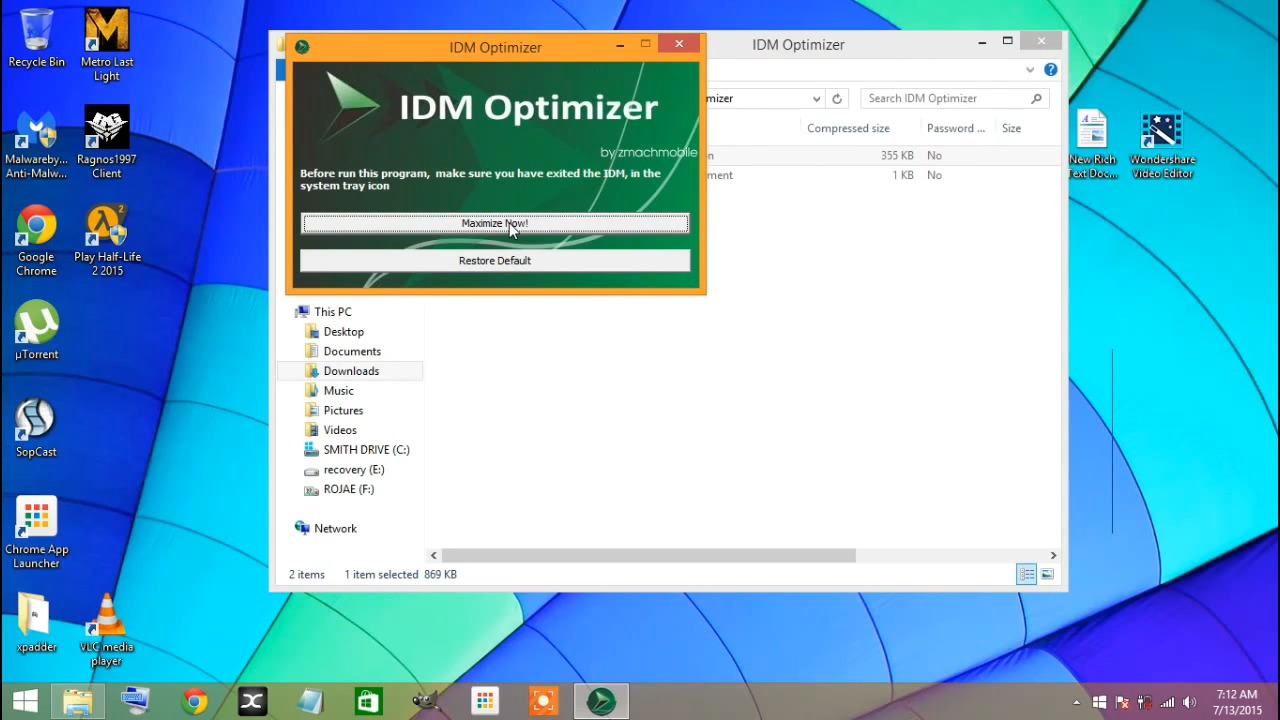 Recycle Bin
Metro Last
Light
Malwareby...
Anti-Malw...
Ragnos1997
Client
Google
Chrome
2
Play Half-Life
2 2015
µTorrent
SopCast
Chrome App
Launcher
xpadder
VLC media
player
IDM Optimizer
IDM Optimizer
by zmachmobile
Before run this program, make sure you have exited the IDM, in the
system tray icon
Maximize Now!
Restore Default
IDM Optimizer
mizer
Search IDM Optimizer
Compressed size
Password ...
Size
on
355 KB
No
ment
1 KB
No
This PC
Desktop
Documents
Downloads
Music
Pictures
Videos
SMITH DRIVE (C:)
recovery (E:)
ROJAE (F:)
Network
2 items
1 item selected 869 KB
New Rich
Text Doc...
Wondershare
Video Editor
7:12 AM
7/13/2015